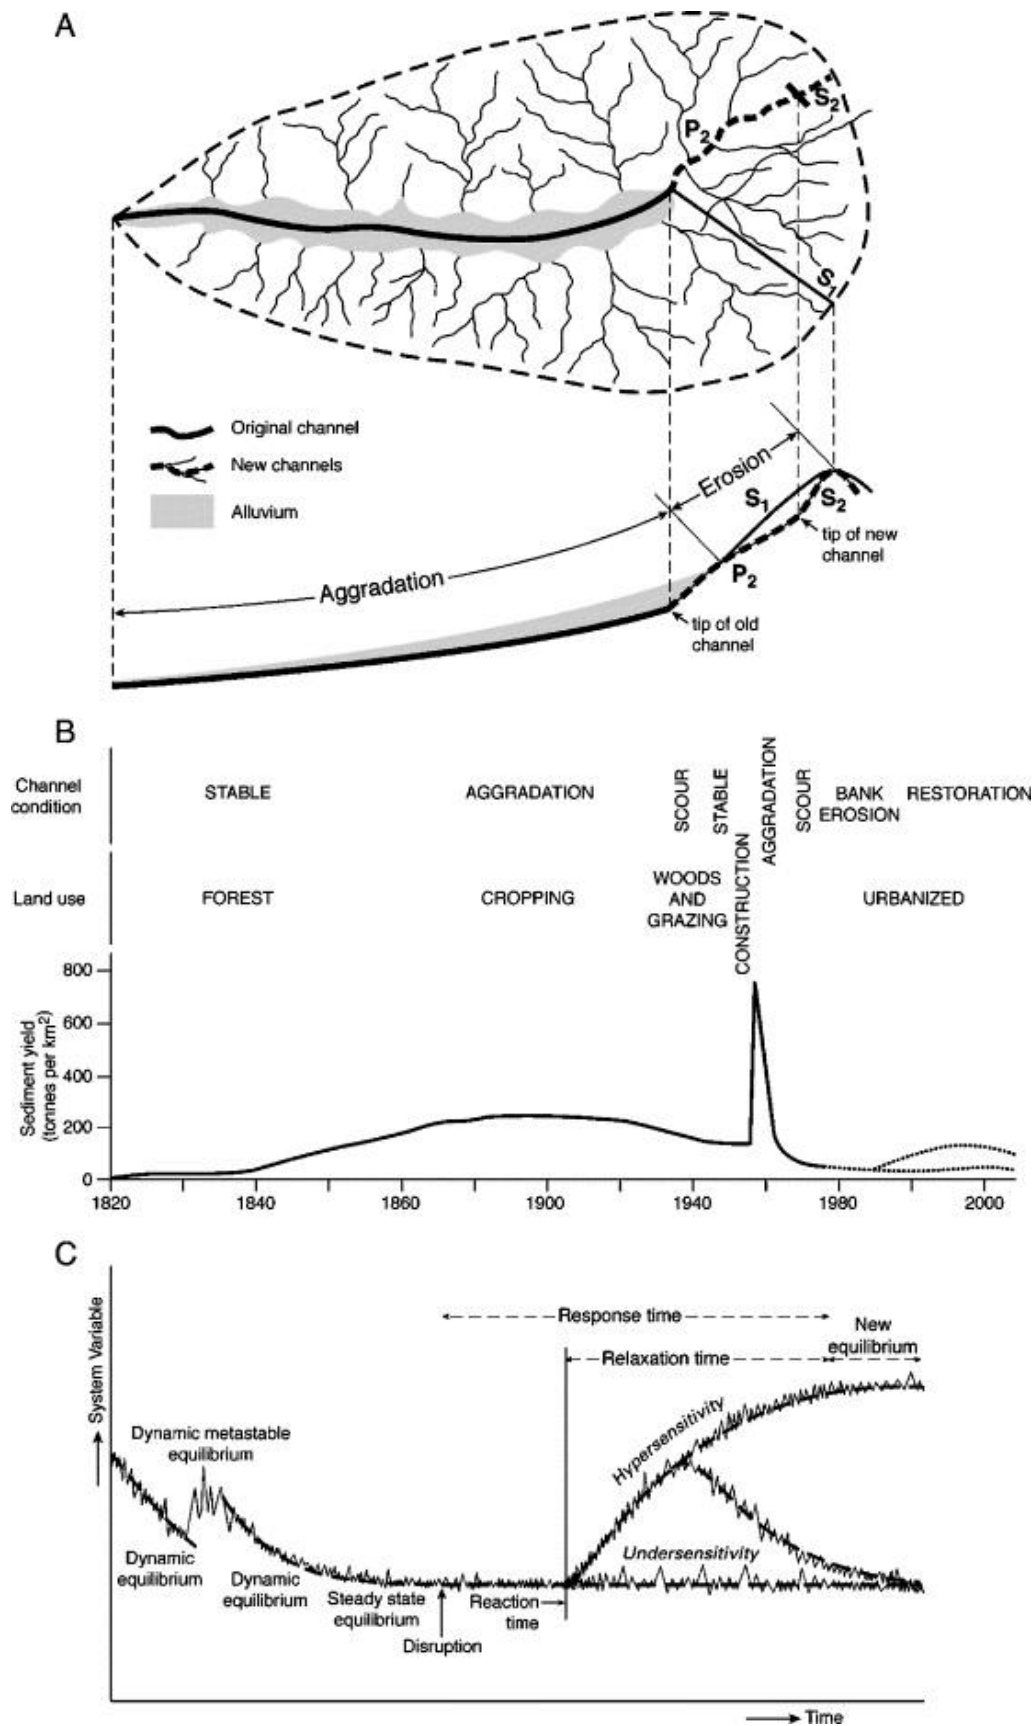 A
S2
P2
S1
Original channel
New channels
Alluvium
Erosion
S1
S2
tip of new
channel
Aggradation
P2
tip of old
channel
B
Channel
condition
STABLE
AGGRADATION
SCOUR
STABLE
AGGRADATION
SCOUR
BANK
EROSION
RESTORATION
Land use
FOREST
CROPPING
WOODS
AND
GRAZING
CONSTRUCTION
URBANIZED
Sediment yield
(tonnes per km2)
800
600
400
200
0
1820
1840
1860
1900
1940
1980
2000
C
System Variable
Response time
New
equilibrium
Relaxation time
Hypersensitivity
Dynamic metastable
equilibrium
Undersensitivity
Dynamic
equilibrium
Dynamic
equilibrium
Steady state
equilibrium
Reaction
time
Disruption
Time